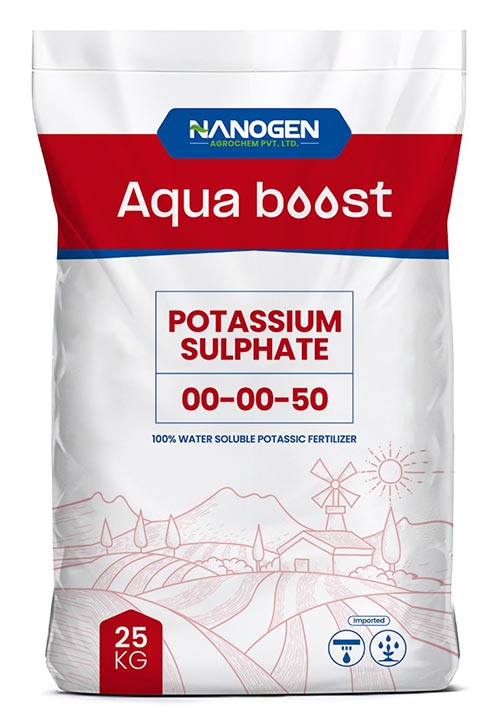 NANOGEN
AGROCHEM PVT. LTD.
Aqua boost
POTASSIUM
SULPHATE
00-00-50
100% WATER SOLUBLE POTASSIC FERTILIZER
25
KG
Imported